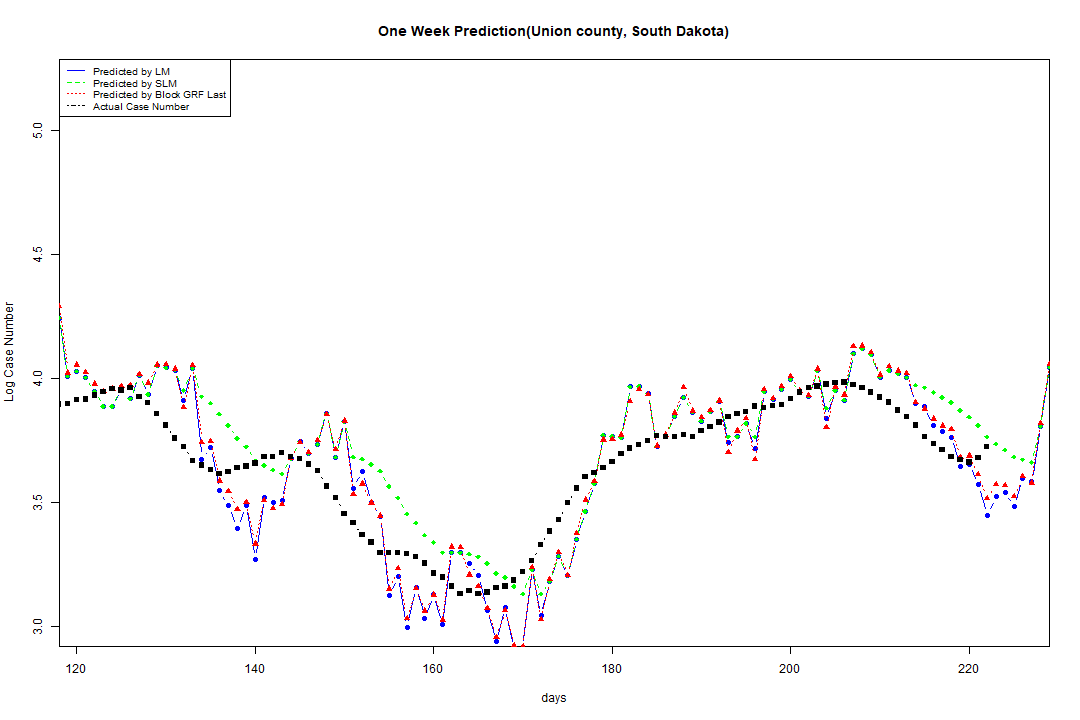 One Week Prediction(Union county, South Dakota)
Predicted by LM
Predicted by SLM
Predicted by Block GRF Last
Actual Case Number
5.0
4.5
4.0
3.5
3.0
Log Case Number
120 140 160 180 200 220
days